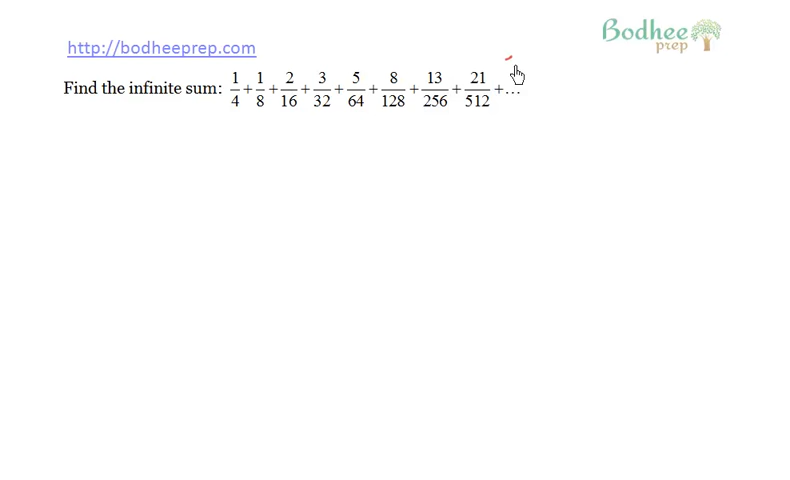 http://bodheeprep.com
Bodhee
prep
Find the infinite sum: 1/4 + 1/8 + 2/16 + 3/32 + 5/64 + 8/128 + 13/256 + 21/512 + ...